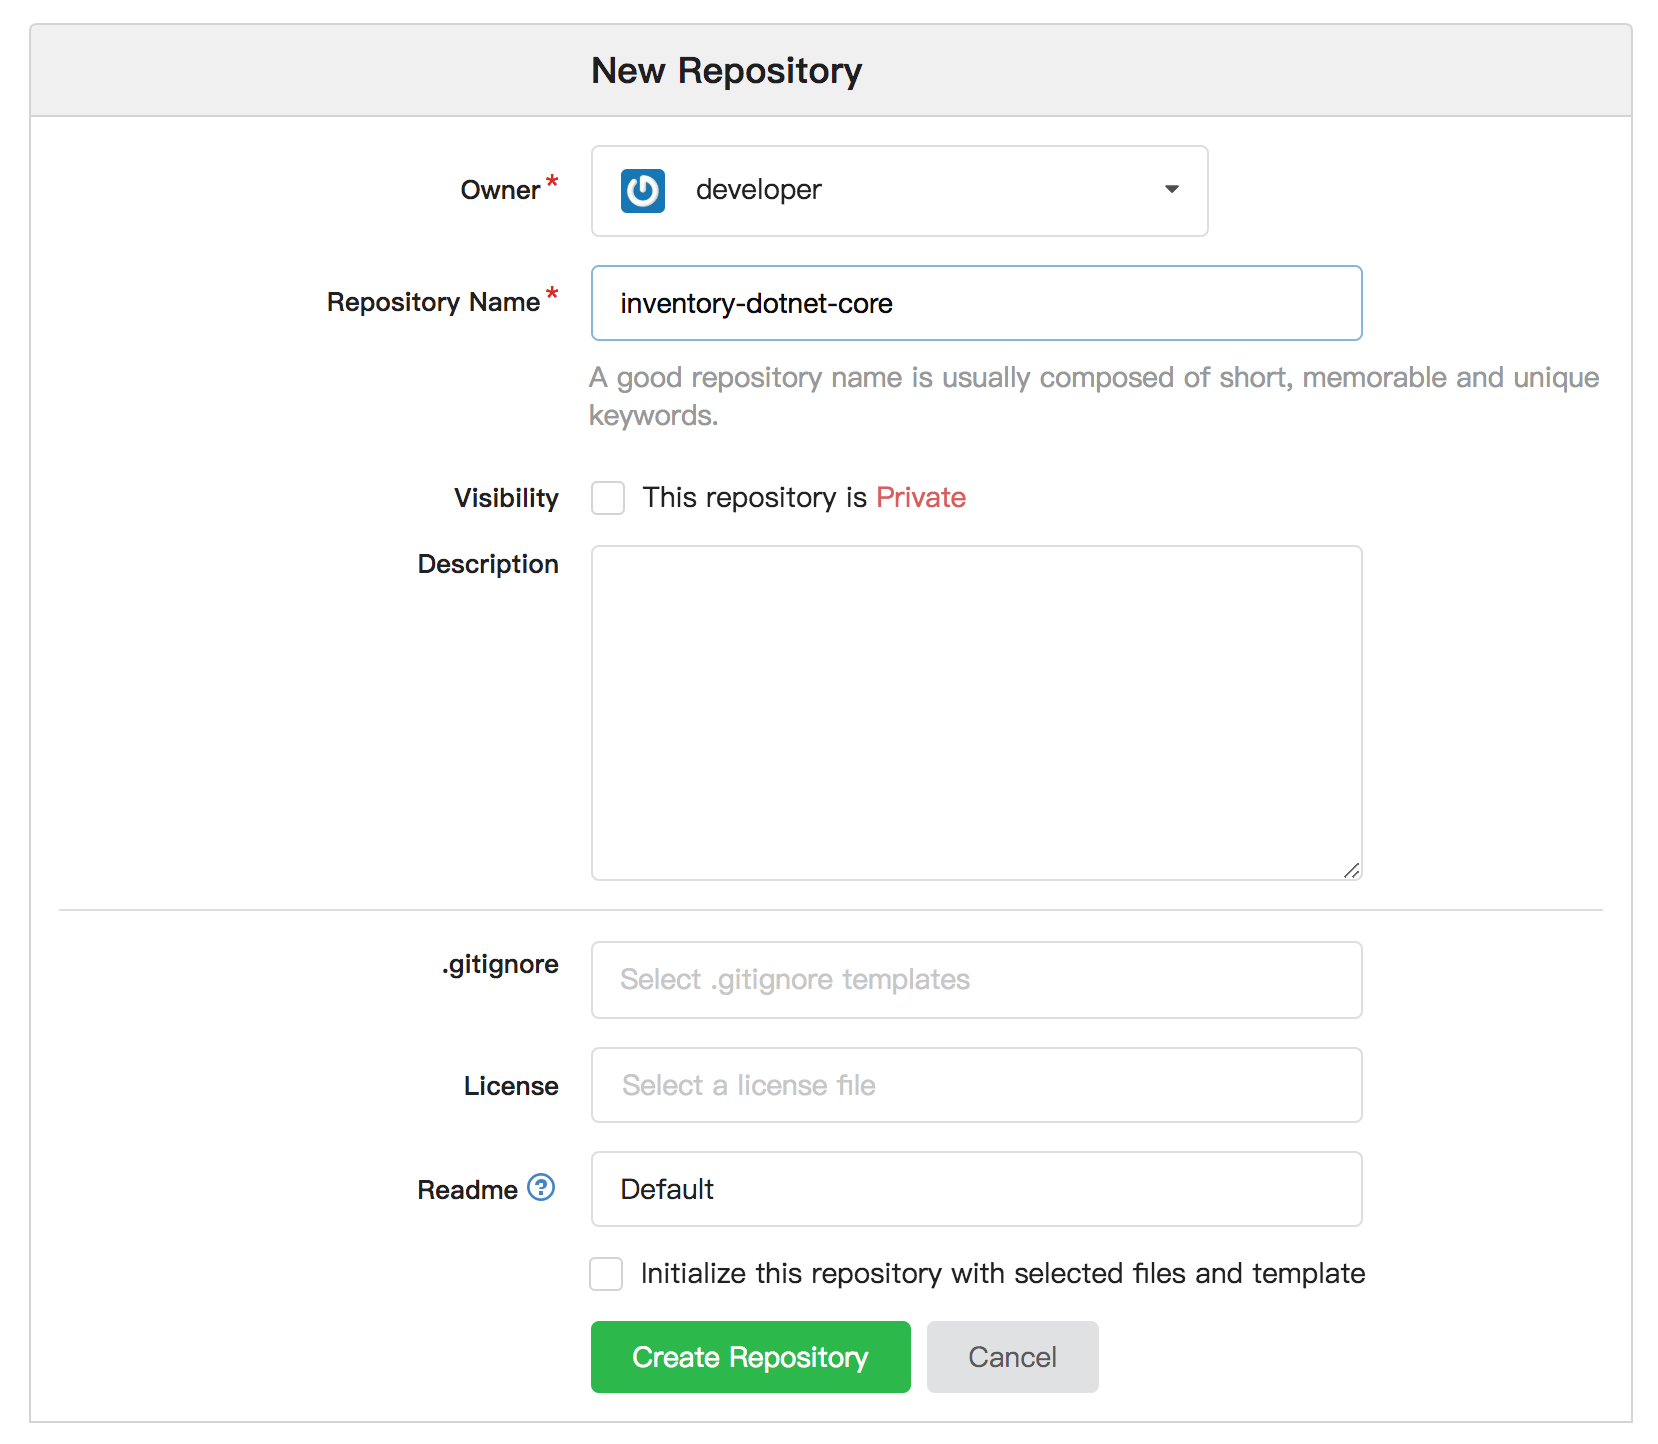 New Repository
Owner *
developer
Repository Name *
inventory-dotnet-core
A good repository name is usually composed of short, memorable and unique
keywords.
Visibility
This repository is Private
Description
.gitignore
Select .gitignore templates
License
Select a license file
Readme ?
Default
Initialize this repository with selected files and template
Create Repository
Cancel